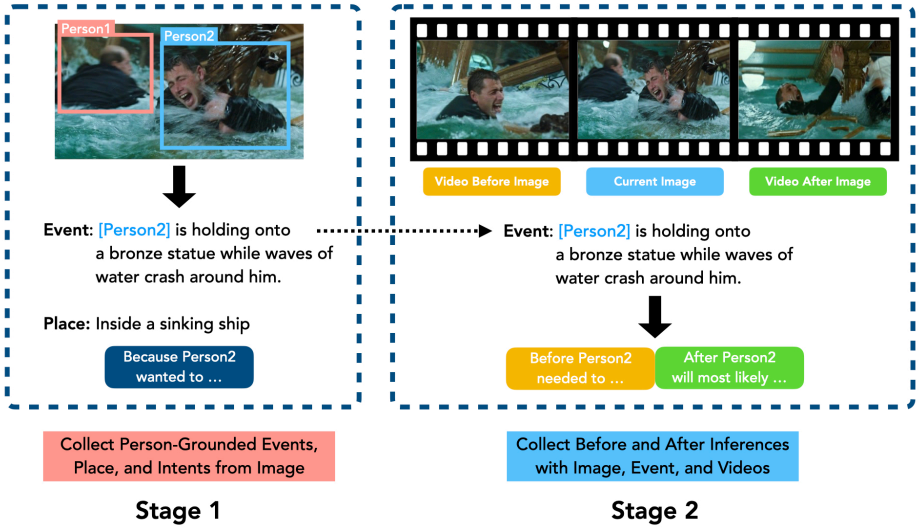 Person1
Person2
Event: [Person2] is holding onto
a bronze statue while waves of
water crash around him.
Place: Inside a sinking ship
Because Person2
wanted to ...
Collect Person-Grounded Events,
Place, and Intents from Image
Stage 1
Video Before Image
Current Image
Video After Image
Event: [Person2] is holding onto
a bronze statue while waves of
water crash around him.
Before Person2
needed to ...
After Person2
will most likely ...
Collect Before and After Inferences
with Image, Event, and Videos
Stage 2